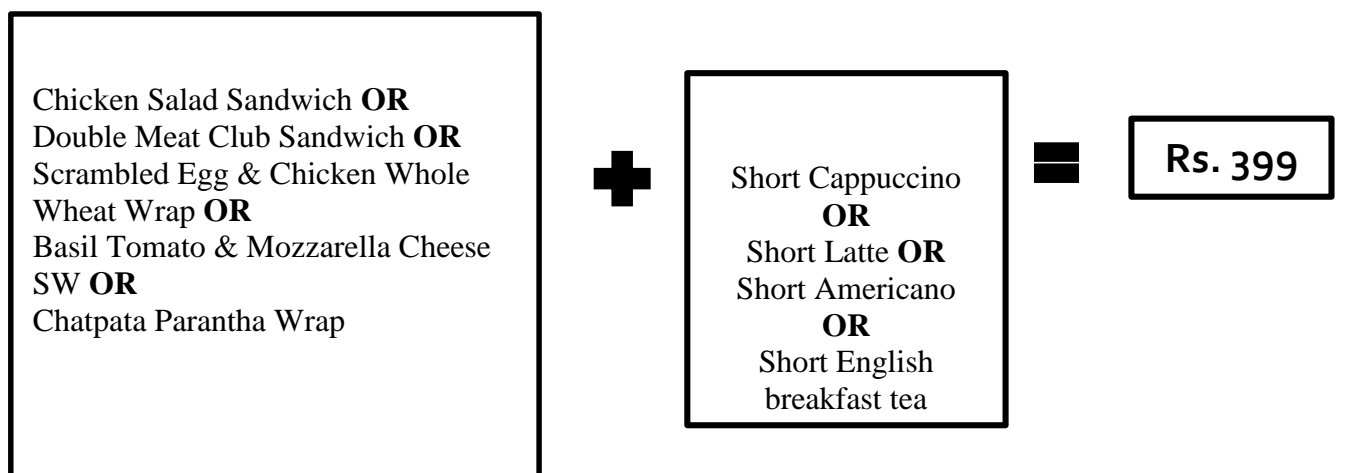 Chicken Salad Sandwich OR
Double Meat Club Sandwich OR
Scrambled Egg & Chicken Whole
Wheat Wrap OR
Basil Tomato & Mozzarella Cheese
SW OR
Chatpata Parantha Wrap
Short Cappuccino
OR
Short Latte OR
Short Americano
OR
Short English
breakfast tea
Rs. 399